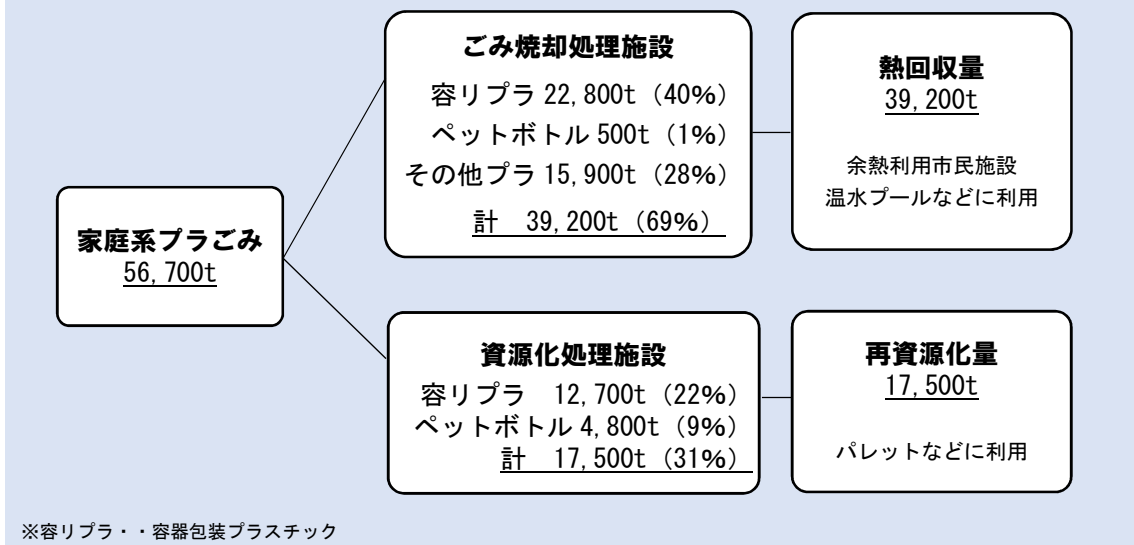 家庭系プラごみ
56,700t
ごみ焼却処理施設
容リプラ 22,800t（40%）
ペットボトル 500t（1%）
その他プラ 15,900t（28%）
計　39,200t（69%）
熱回収量
39,200t
余熱利用市民施設
温水プールなどに利用
資源化処理施設
容リプラ　12,700t（22%）
ペットボトル 4,800t（9%）
計　17,500t（31%）
再資源化量
17,500t
パレットなどに利用
※容リプラ・・容器包装プラスチック